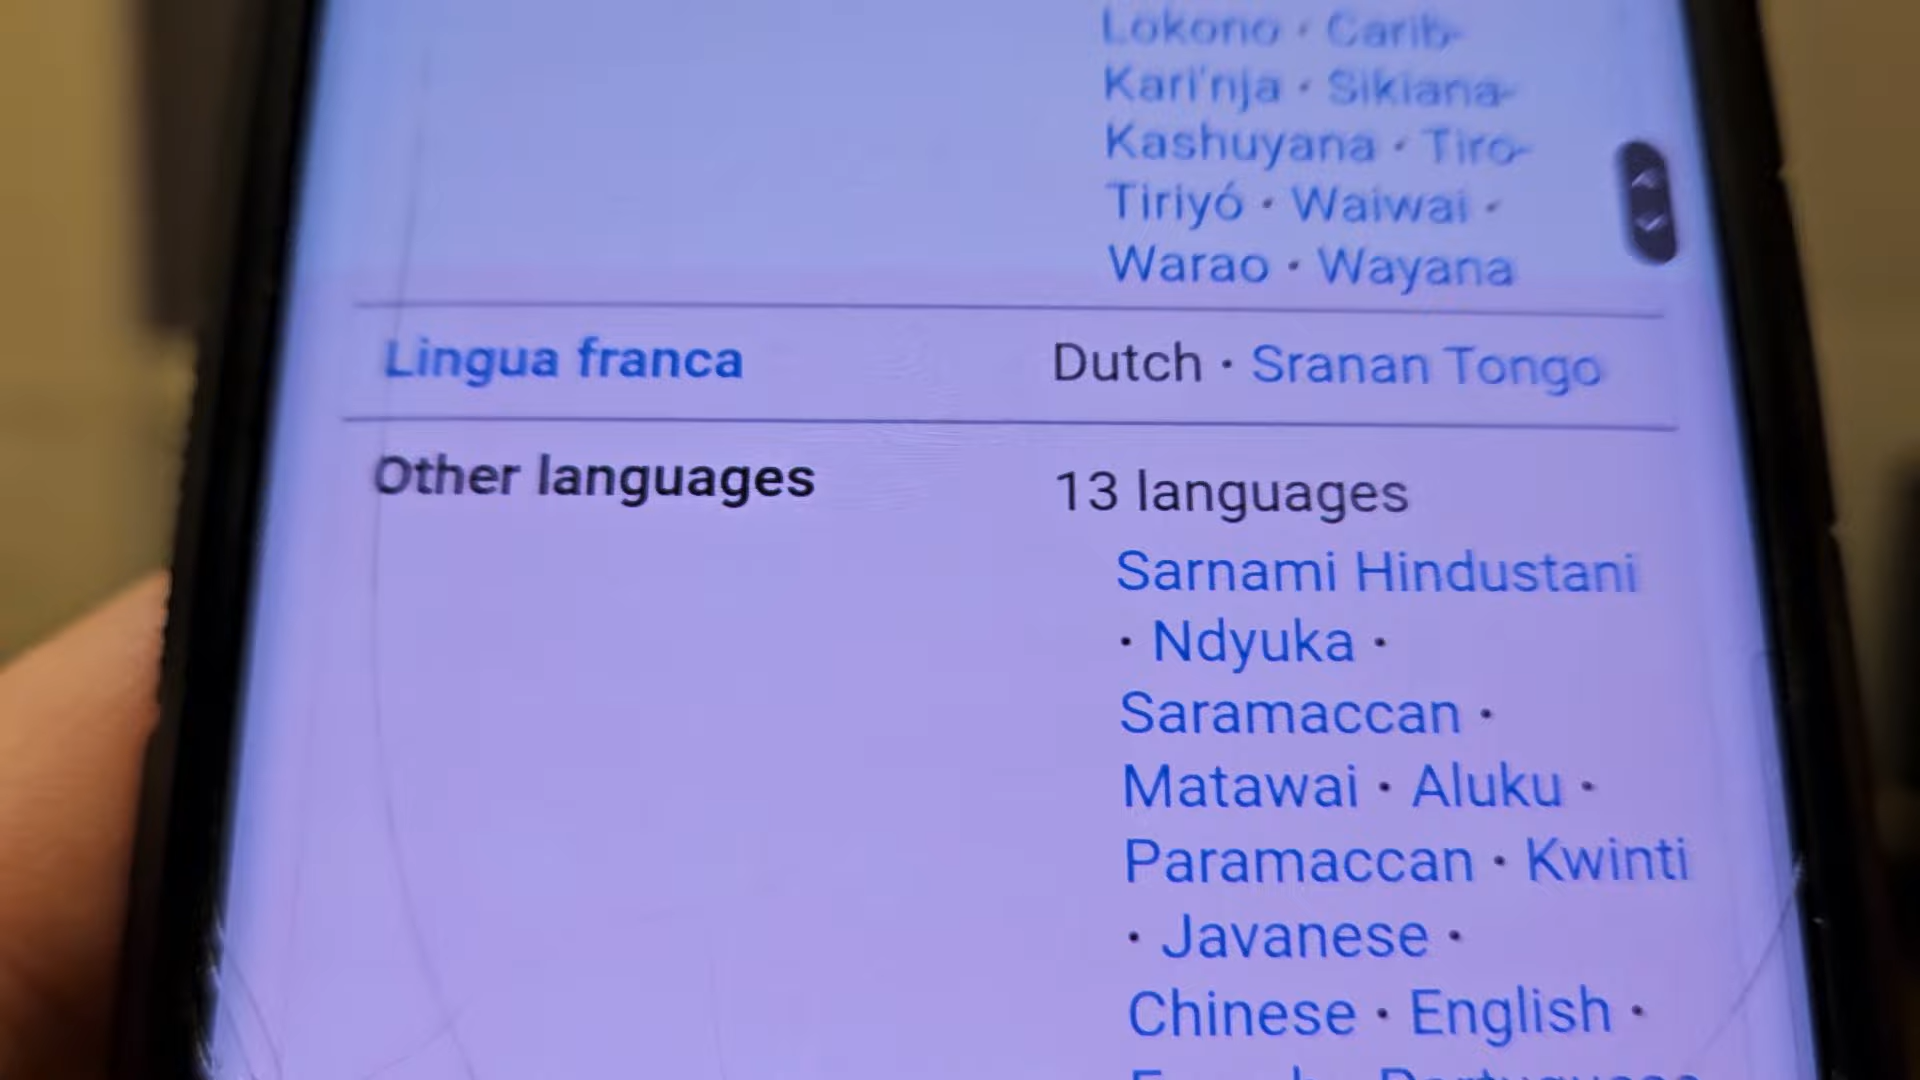 Lokono · Carib-
Kari'nja · Sikiana-
Kashuyana · Tiro-
Tiriyó · Waiwai ·
Warao · Wayana
Lingua franca Dutch · Sranan Tongo
Other languages 13 languages
Sarnami Hindustani
· Ndyuka ·
Saramaccan ·
Matawai · Aluku ·
Paramaccan · Kwinti
· Javanese ·
Chinese · English ·